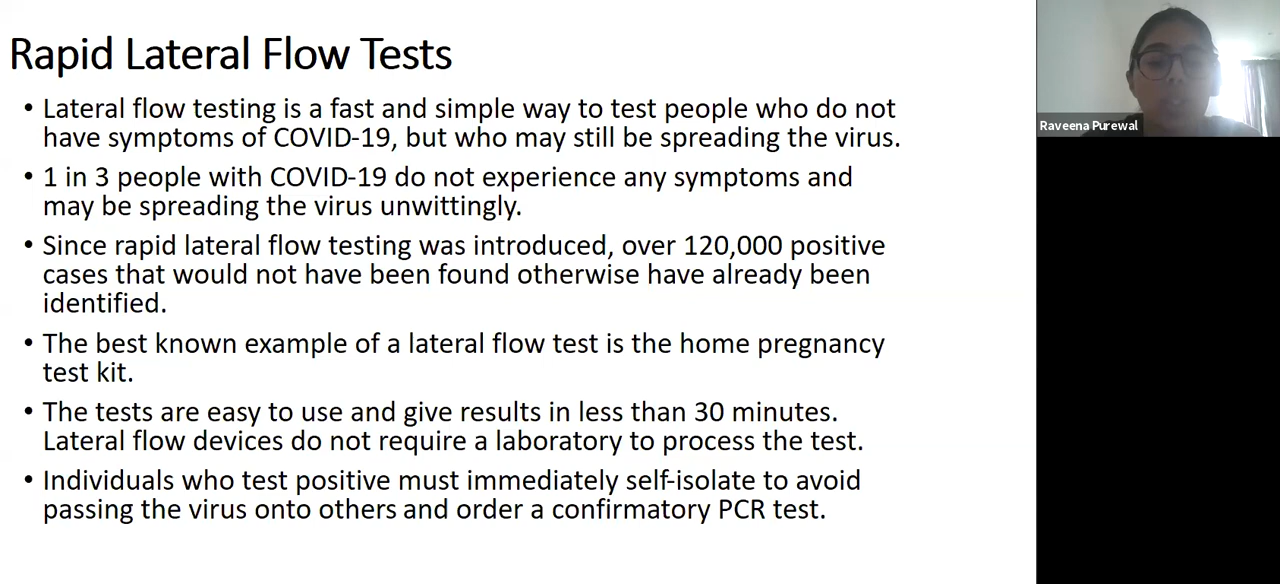 Rapid Lateral Flow Tests
• Lateral flow testing is a fast and simple way to test people who do not
have symptoms of COVID-19, but who may still be spreading the virus.
• 1 in 3 people with COVID-19 do not experience any symptoms and
may be spreading the virus unwittingly.
• Since rapid lateral flow testing was introduced, over 120,000 positive
cases that would not have been found otherwise have already been
identified.
• The best known example of a lateral flow test is the home pregnancy
test kit.
• The tests are easy to use and give results in less than 30 minutes.
Lateral flow devices do not require a laboratory to process the test.
• Individuals who test positive must immediately self-isolate to avoid
passing the virus onto others and order a confirmatory PCR test.
Raveena Purewal